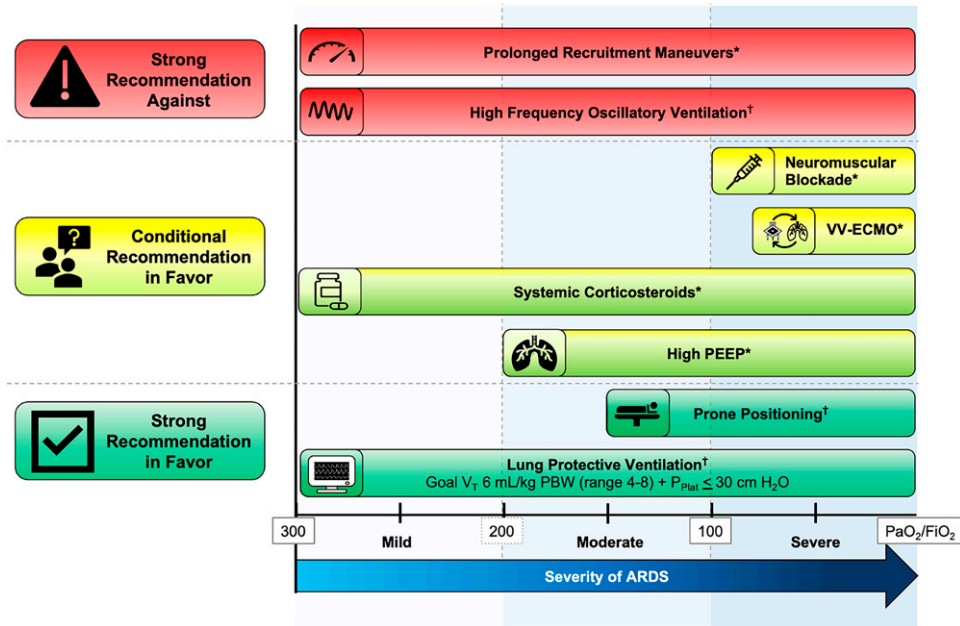 Strong
Recommendation
Against
Prolonged Recruitment Maneuvers*
High Frequency Oscillatory Ventilation†
Conditional
Recommendation
in Favor
?
Neuromuscular
Blockade*
VV-ECMO*
Systemic Corticosteroids*
High PEEP*
Strong
Recommendation
in Favor
Prone Positioning†
Lung Protective Ventilation†
Goal V_T 6 mL/kg PBW (range 4-8) + P_Plat ≤ 30 cm H₂O
300
200
100
PaO₂/FiO₂
Mild
Moderate
Severe
Severity of ARDS